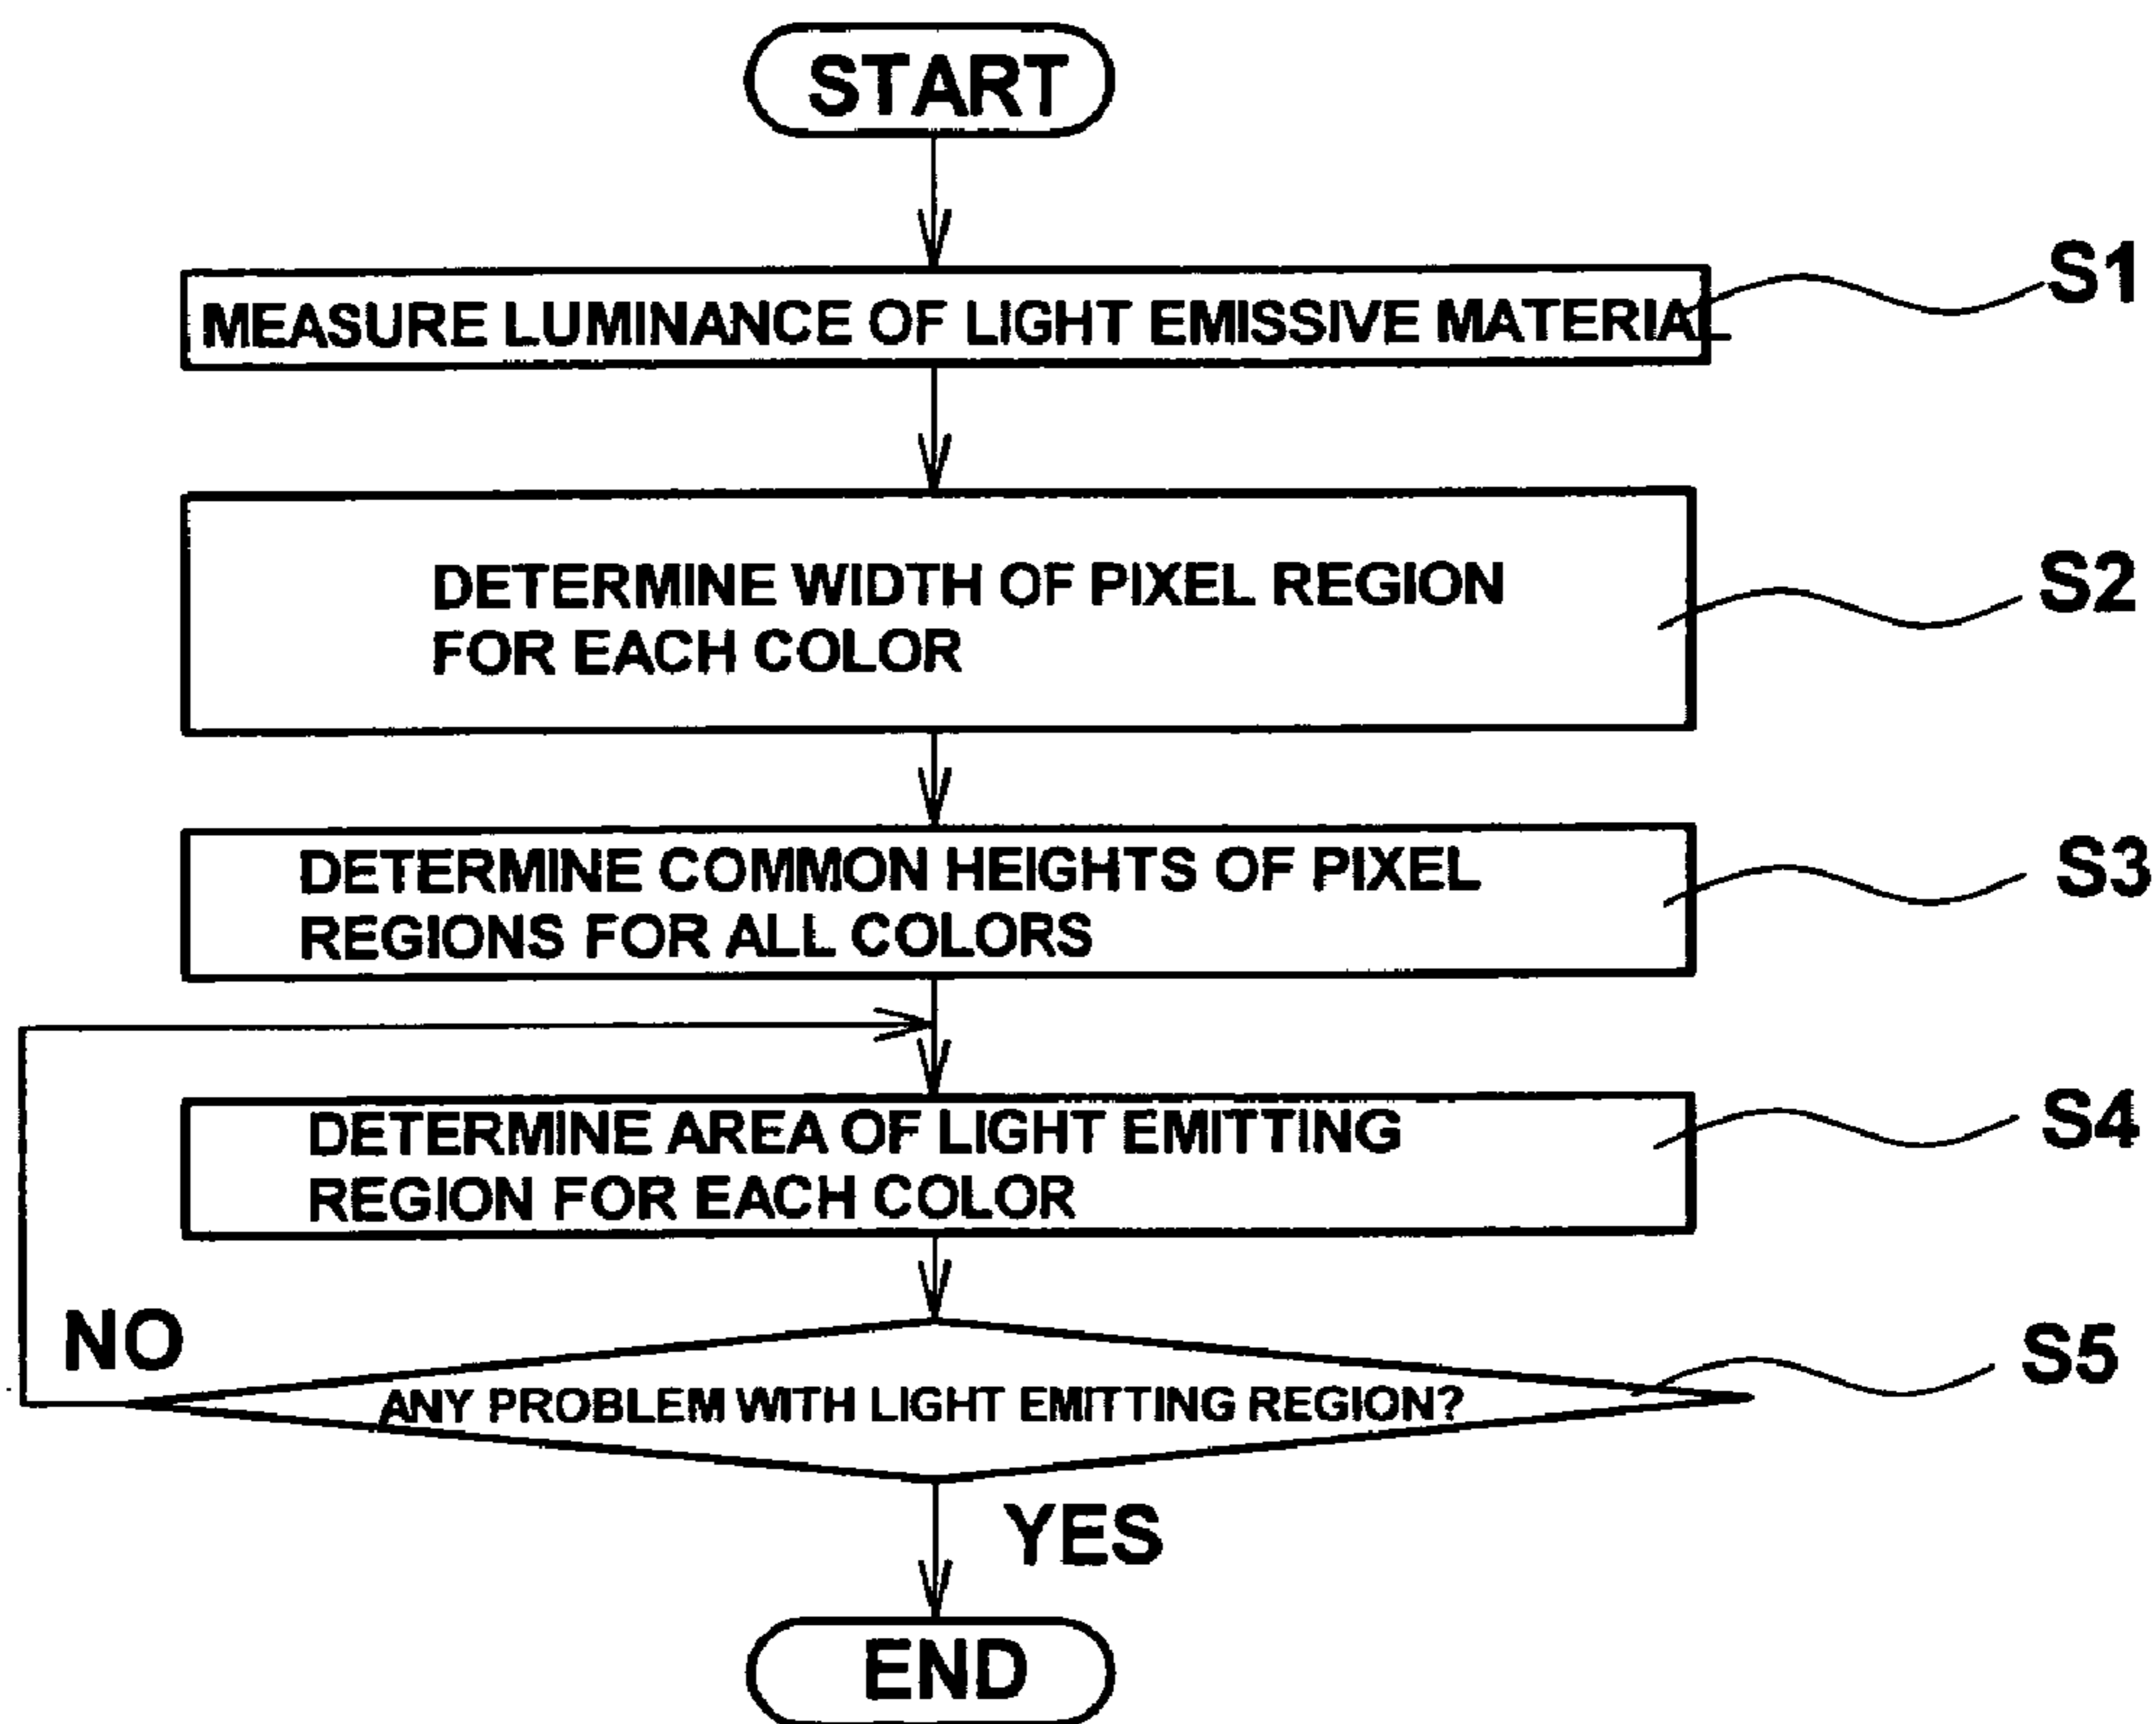 START
MEASURE LUMINANCE OF LIGHT EMISSIVE MATERIAL
S1
DETERMINE WIDTH OF PIXEL REGION
FOR EACH COLOR
S2
DETERMINE COMMON HEIGHTS OF PIXEL
REGIONS FOR ALL COLORS
S3
DETERMINE AREA OF LIGHT EMITTING
REGION FOR EACH COLOR
S4
NO
ANY PROBLEM WITH LIGHT EMITTING REGION?
S5
YES
END